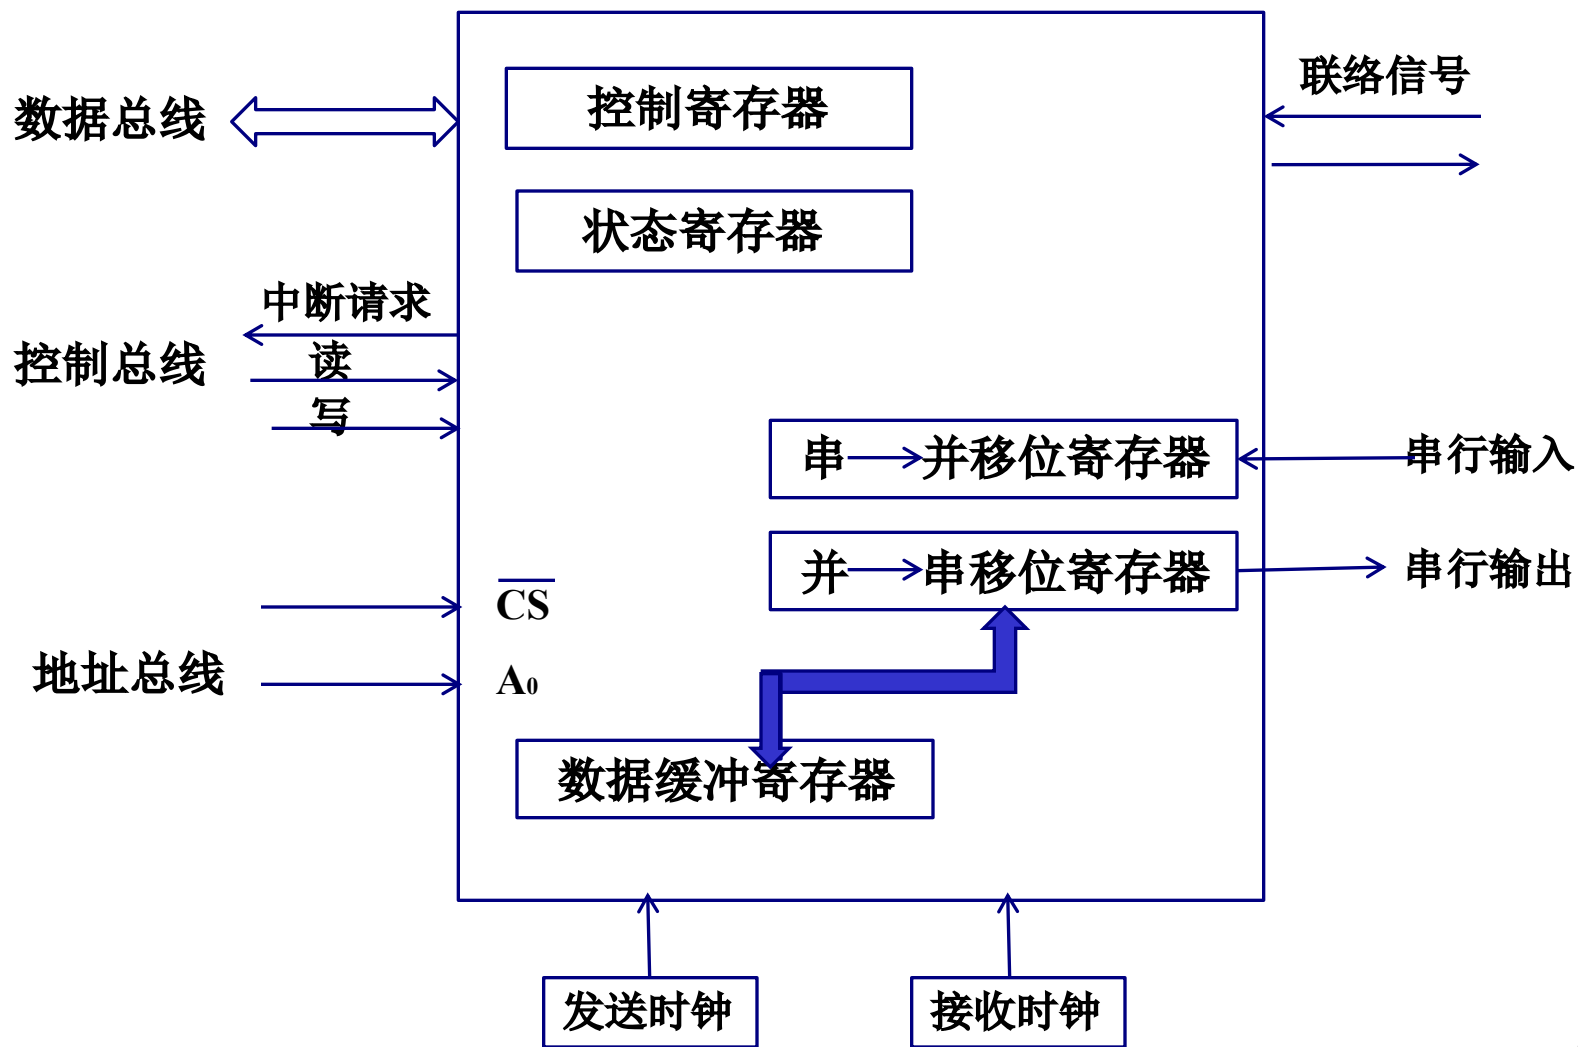 联络信号
控制寄存器
数据总线
状态寄存器
中断请求
读
控制总线
写
串并移位寄存器
串行输入
并串移位寄存器
串行输出
CS
地址总线
A₀
数据缓冲寄存器
发送时钟
接收时钟